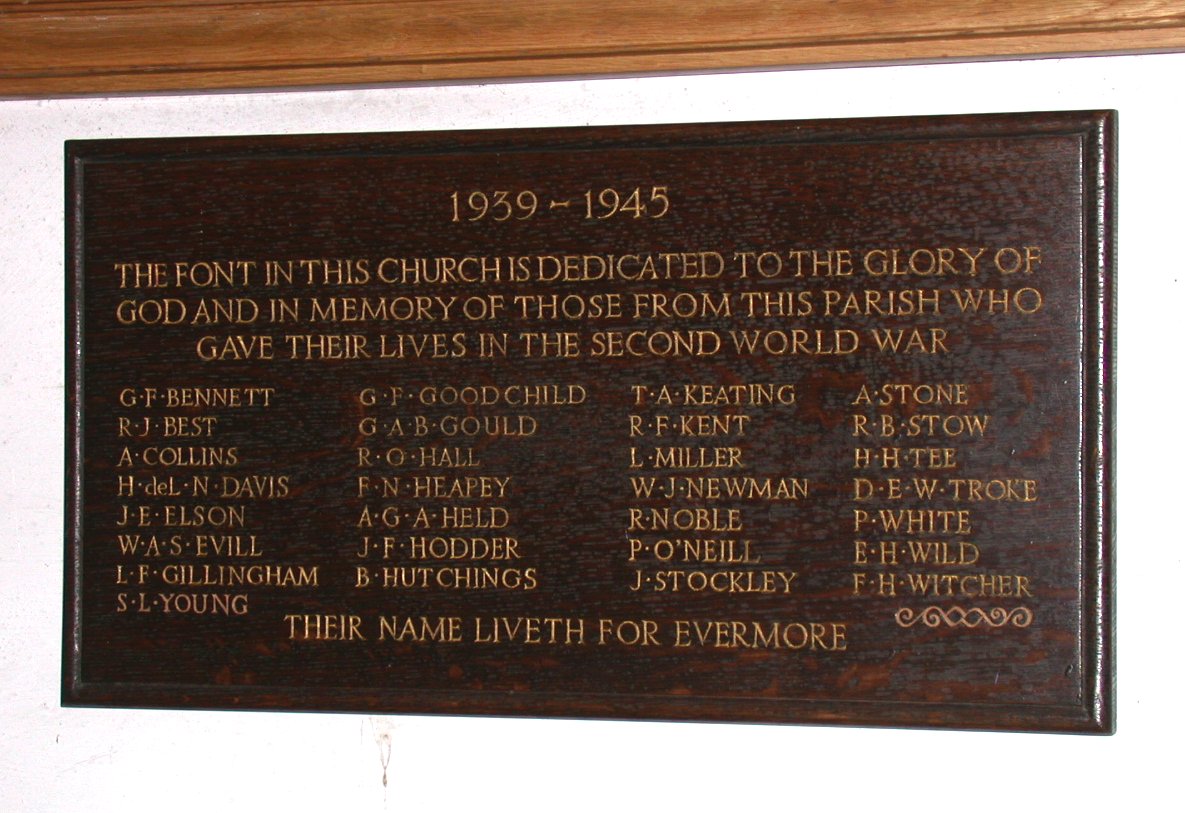 1939 - 1945
THE FONT IN THIS CHURCH IS DEDICATED TO THE GLORY OF
GOD AND IN MEMORY OF THOSE FROM THIS PARISH WHO
GAVE THEIR LIVES IN THE SECOND WORLD WAR
G·F·BENNETT G·F·GOODCHILD T·A·KEATING A·STONE
R·J·BEST G·A·B·GOULD R·F·KENT R·B·STOW
A·COLLINS R·O·HALL L·MILLER H·H·TEE
H·deL·N·DAVIS F·N·HEAPEY W·J·NEWMAN D·E·W·TROKE
J·E·ELSON A·G·A·HELD R·NOBLE P·WHITE
W·A·S·EVILL J·F·HODDER P·O'NEILL E·H·WILD
L·F·GILLINGHAM B·HUTCHINGS J·STOCKLEY F·H·WITCHER
S·L·YOUNG
THEIR NAME LIVETH FOR EVERMORE